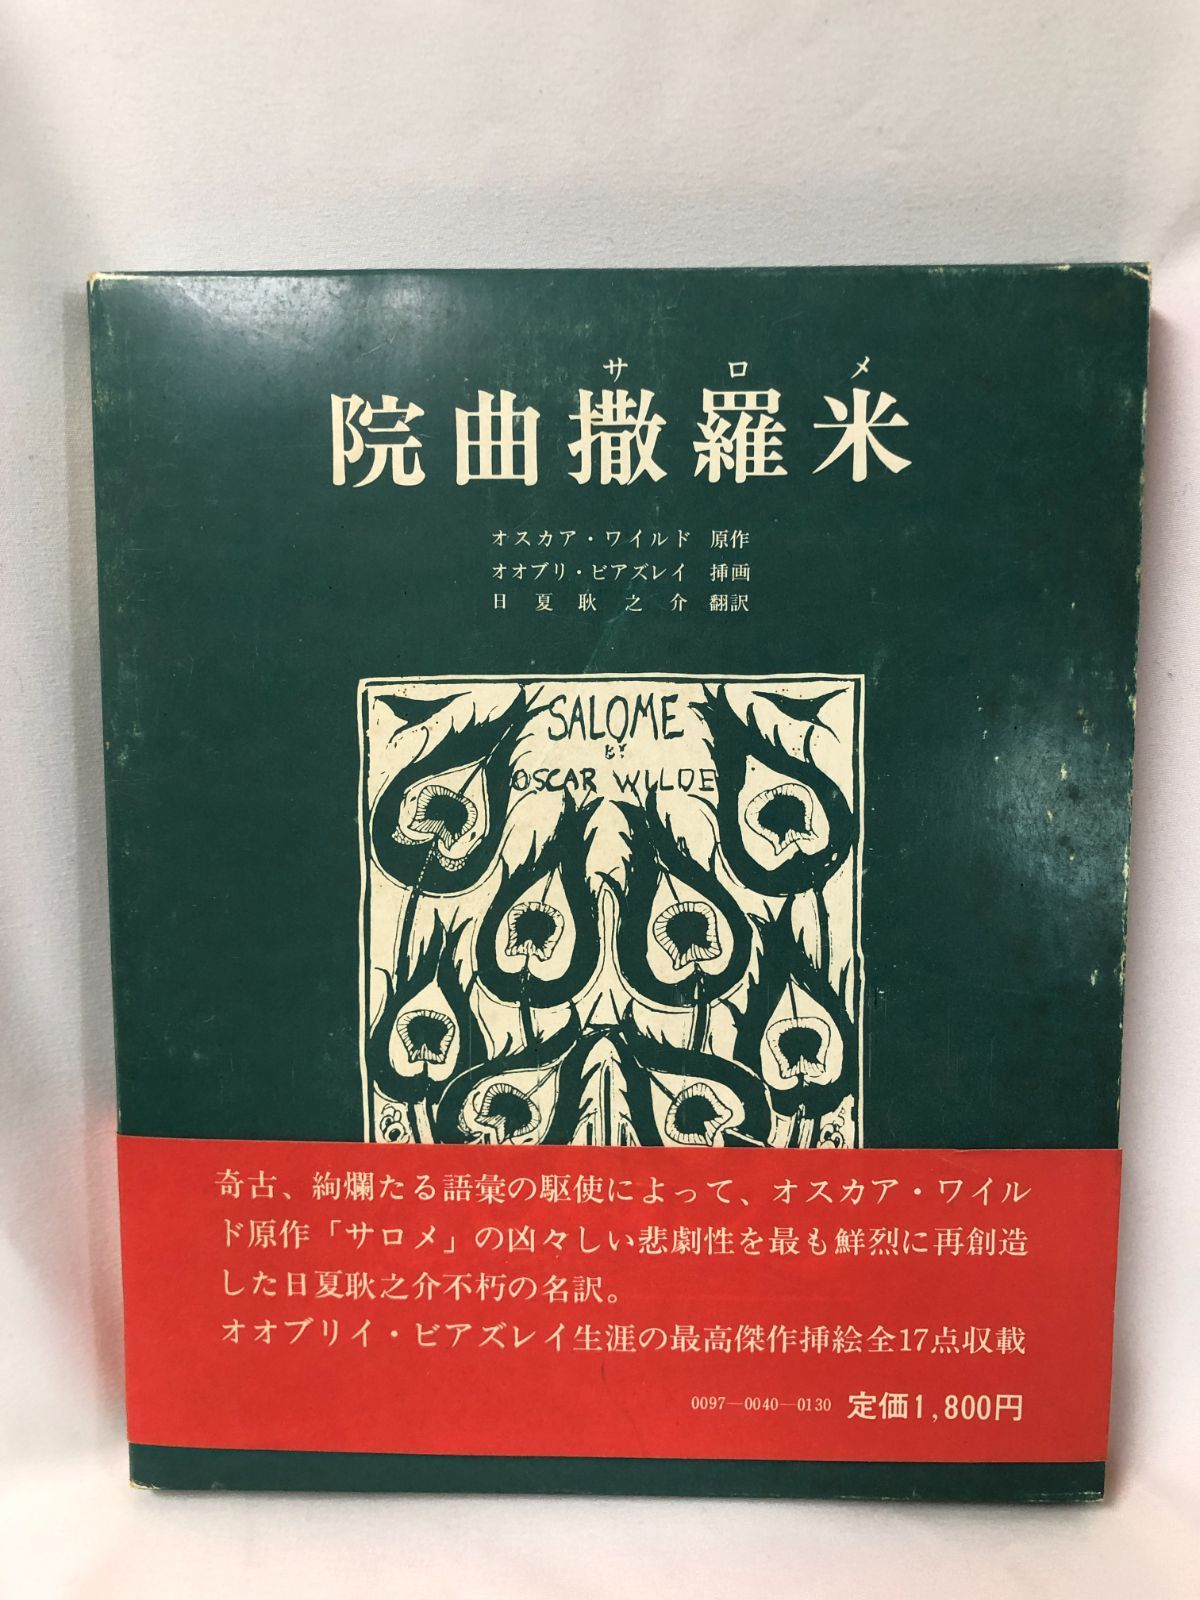 サロメ
院曲撒羅米
オスカア・ワイルド 原作
オオブリ・ビアズレイ 挿画
日夏耿之介 翻訳
SALOME
BY
OSCAR WILDE
奇古、絢爛たる語彙の駆使によって、オスカア・ワイル
ド原作「サロメ」の凶々しい悲劇性を最も鮮烈に再創造
した日夏耿之介不朽の名訳。
オオブリイ・ビアズレイ生涯の最高傑作挿絵全17点収載
0097—0040—0130 定価1,800円